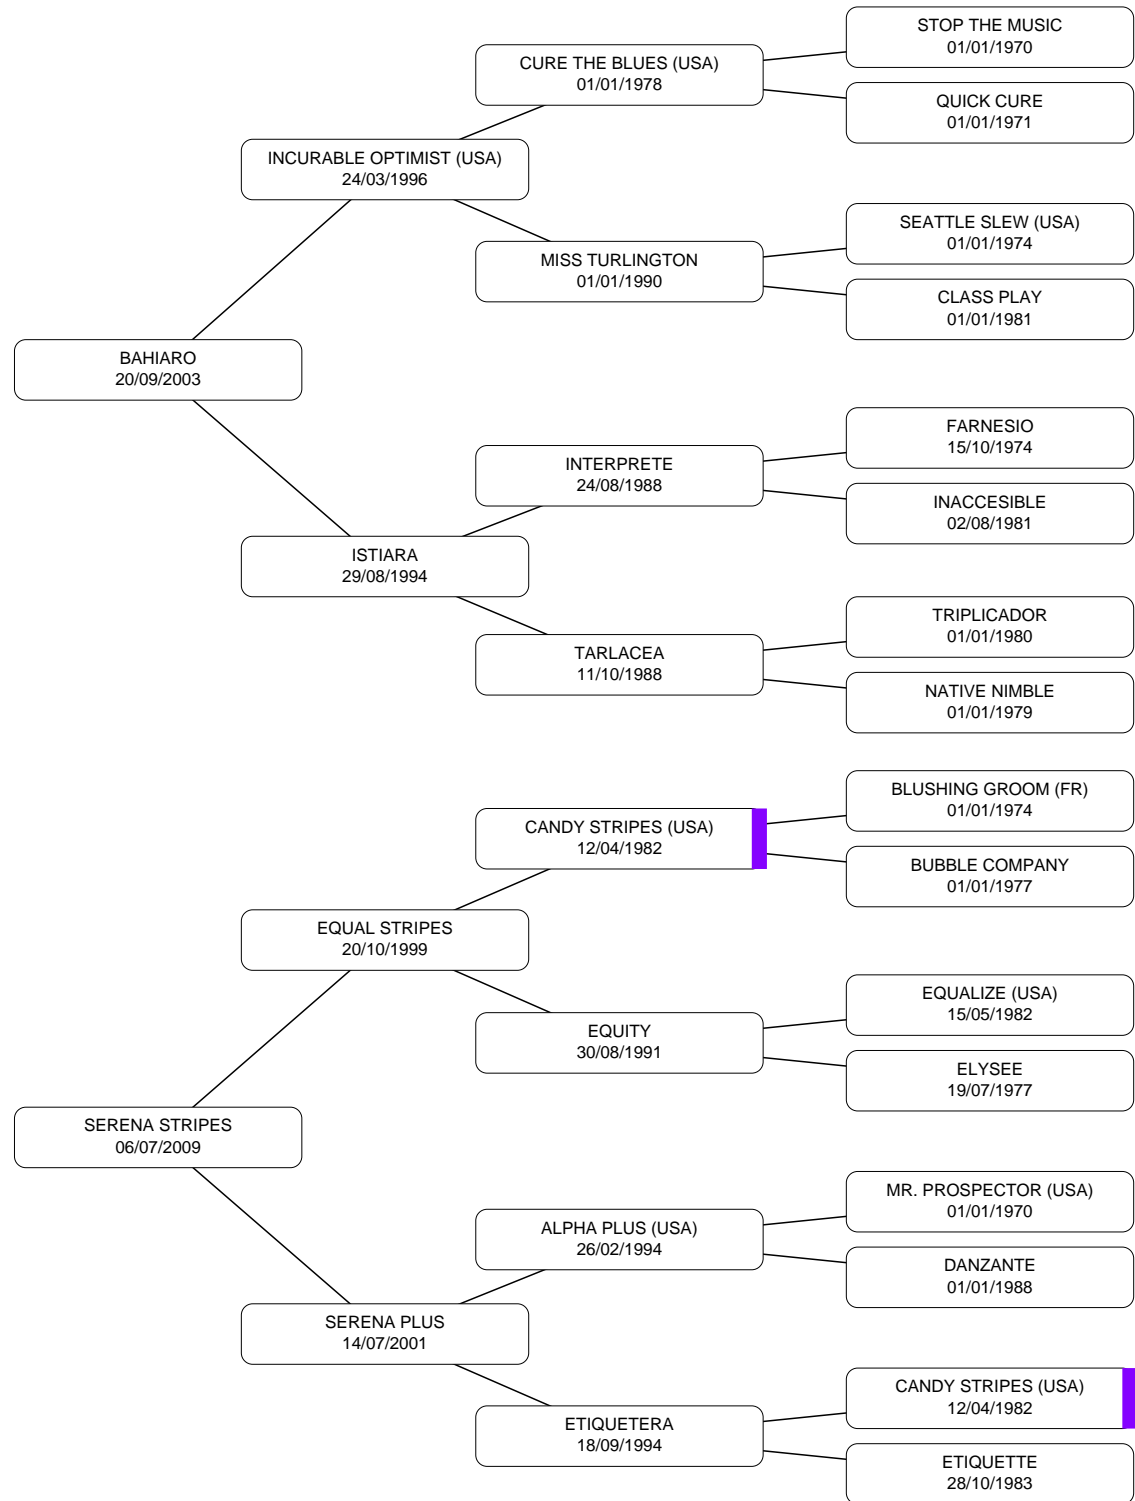 STOP THE MUSIC
01/01/1970
CURE THE BLUES (USA)
01/01/1978
QUICK CURE
01/01/1971
INCURABLE OPTIMIST (USA)
24/03/1996
SEATTLE SLEW (USA)
01/01/1974
MISS TURLINGTON
01/01/1990
CLASS PLAY
01/01/1981
BAHIARO
20/09/2003
FARNESIO
15/10/1974
INTERPRETE
24/08/1988
INACCESIBLE
02/08/1981
ISTIARA
29/08/1994
TRIPLICADOR
01/01/1980
TARLACEA
11/10/1988
NATIVE NIMBLE
01/01/1979
BLUSHING GROOM (FR)
01/01/1974
CANDY STRIPES (USA)
12/04/1982
BUBBLE COMPANY
01/01/1977
EQUAL STRIPES
20/10/1999
EQUALIZE (USA)
15/05/1982
EQUITY
30/08/1991
ELYSEE
19/07/1977
SERENA STRIPES
06/07/2009
MR. PROSPECTOR (USA)
01/01/1970
ALPHA PLUS (USA)
26/02/1994
DANZANTE
01/01/1988
SERENA PLUS
14/07/2001
CANDY STRIPES (USA)
12/04/1982
ETIQUETERA
18/09/1994
ETIQUETTE
28/10/1983